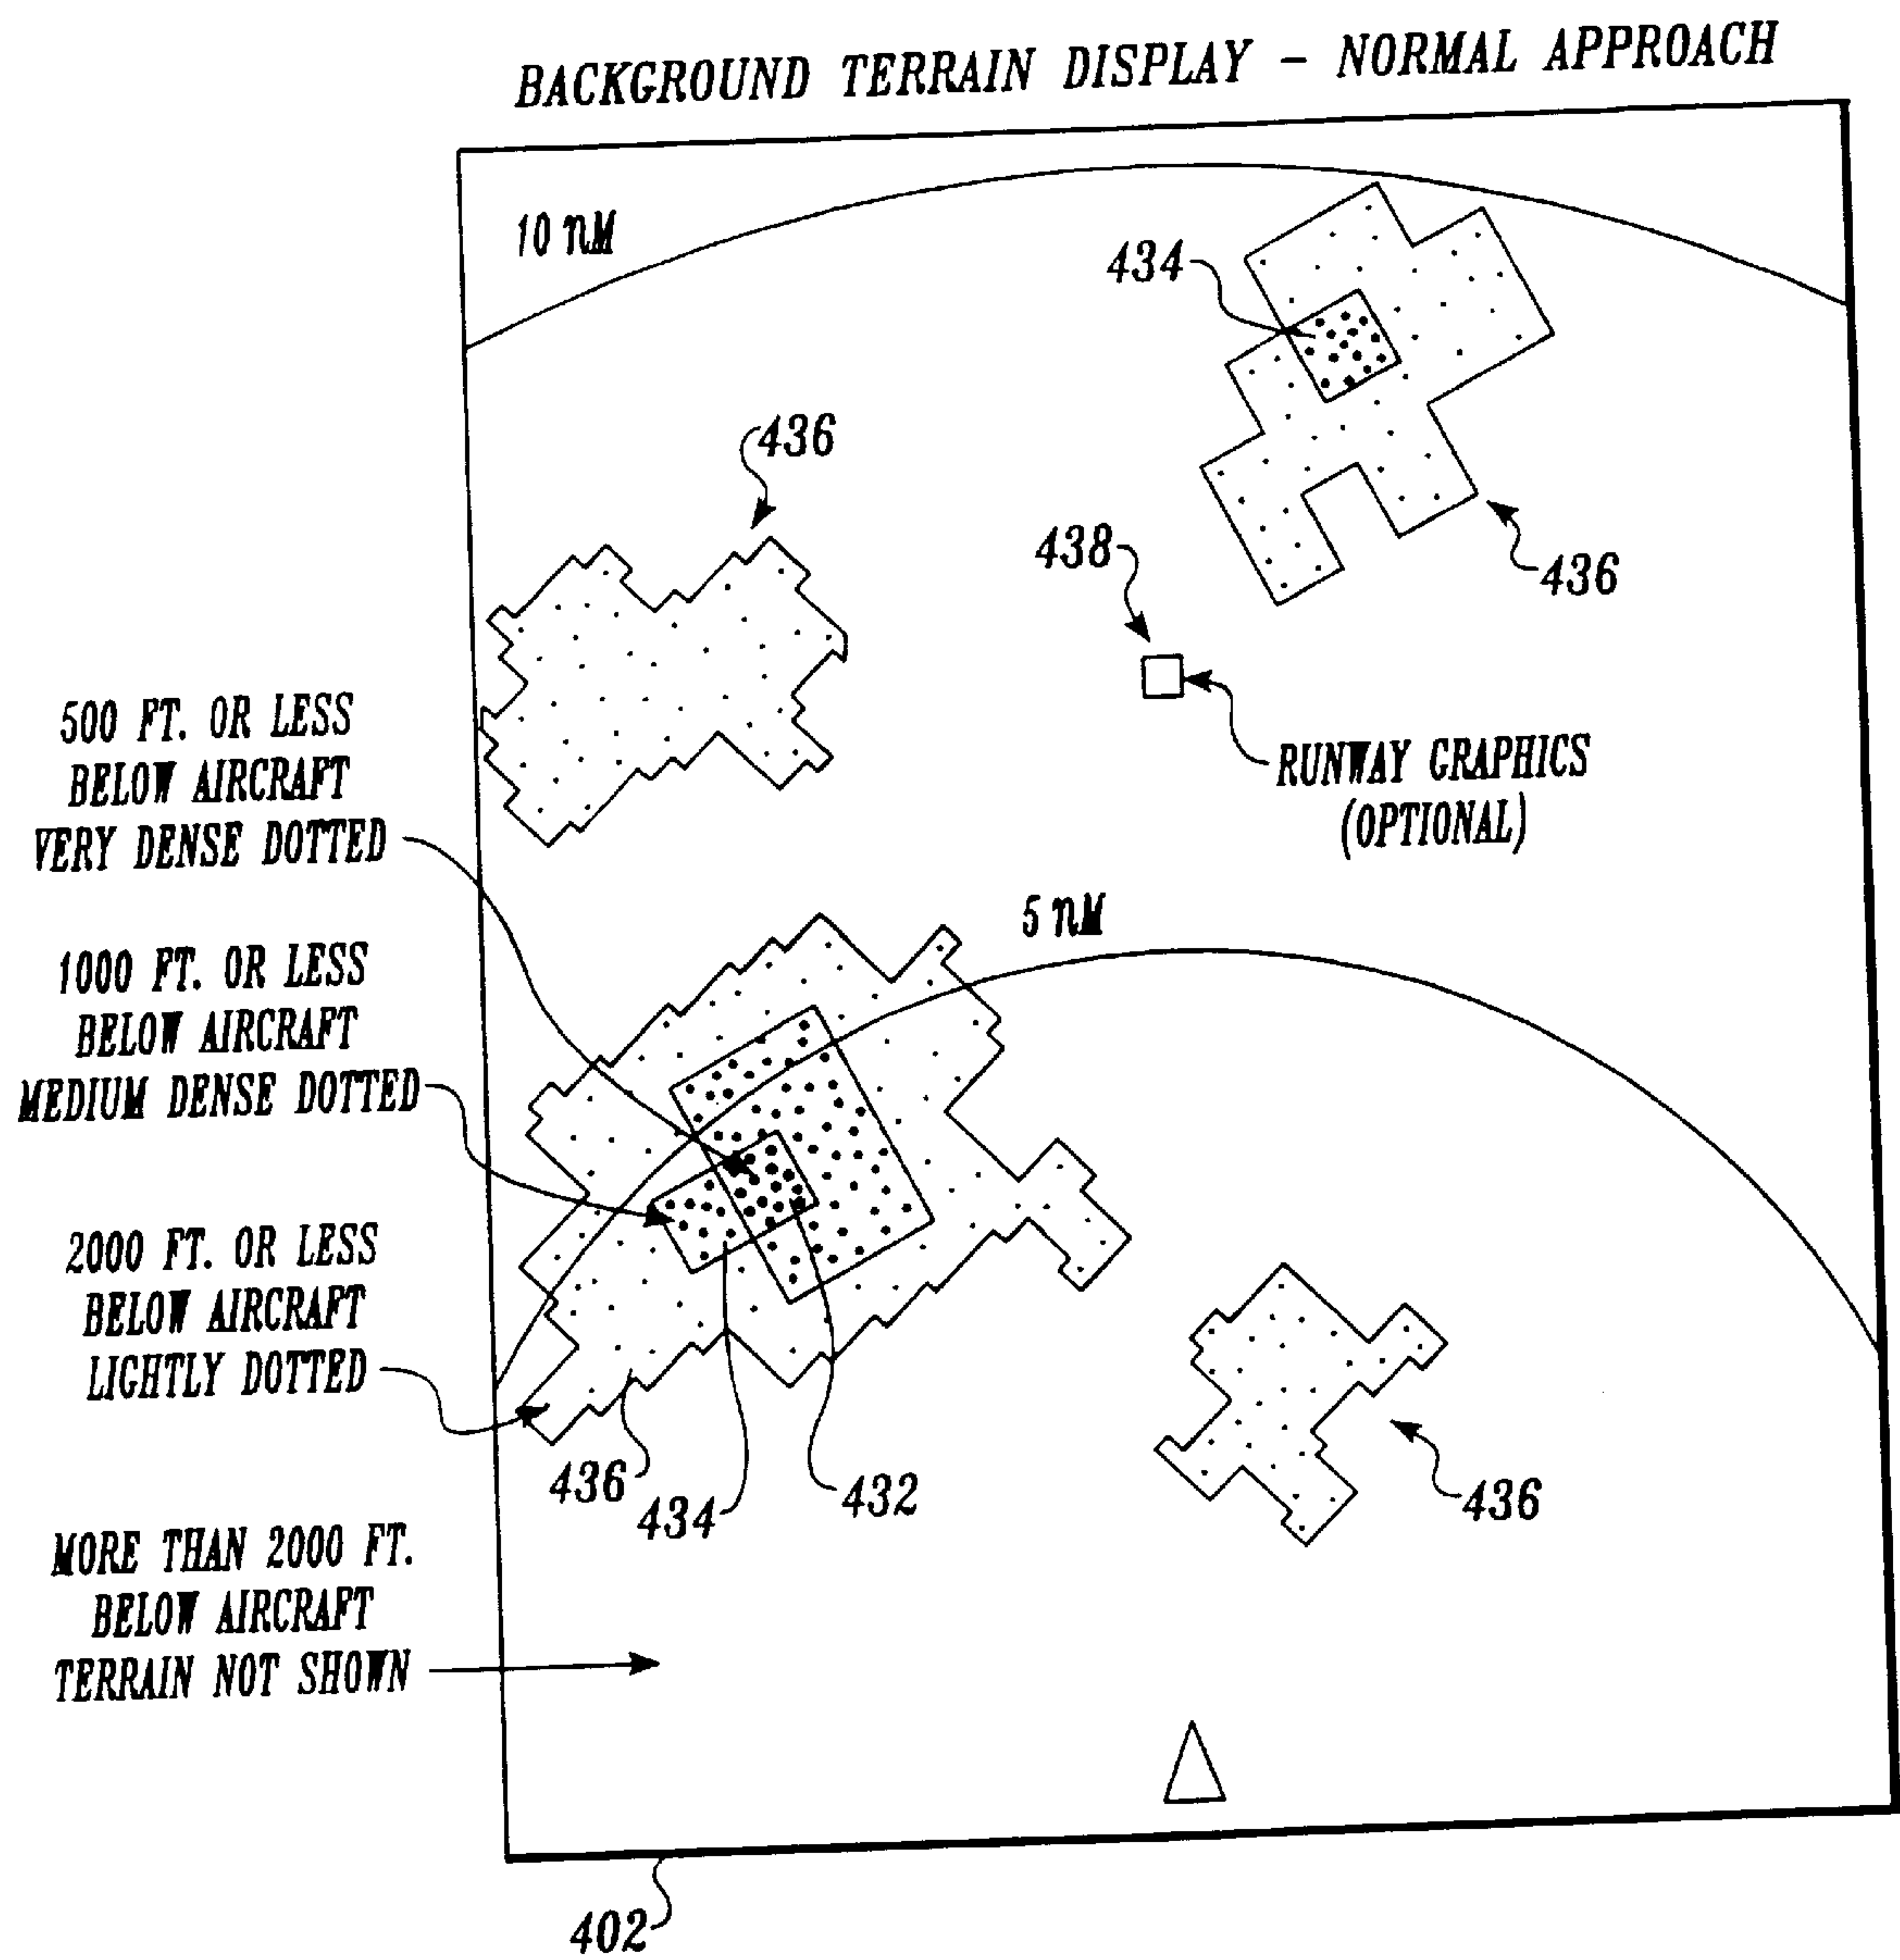 BACKGROUND TERRAIN DISPLAY - NORMAL APPROACH
10 nM
434
436
438
436
RUNWAY GRAPHICS
(OPTIONAL)
500 FT. OR LESS
BELOW AIRCRAFT
VERY DENSE DOTTED
5 nM
1000 FT. OR LESS
BELOW AIRCRAFT
MEDIUM DENSE DOTTED
2000 FT. OR LESS
BELOW AIRCRAFT
LIGHTLY DOTTED
436
434
432
436
MORE THAN 2000 FT.
BELOW AIRCRAFT
TERRAIN NOT SHOWN
402